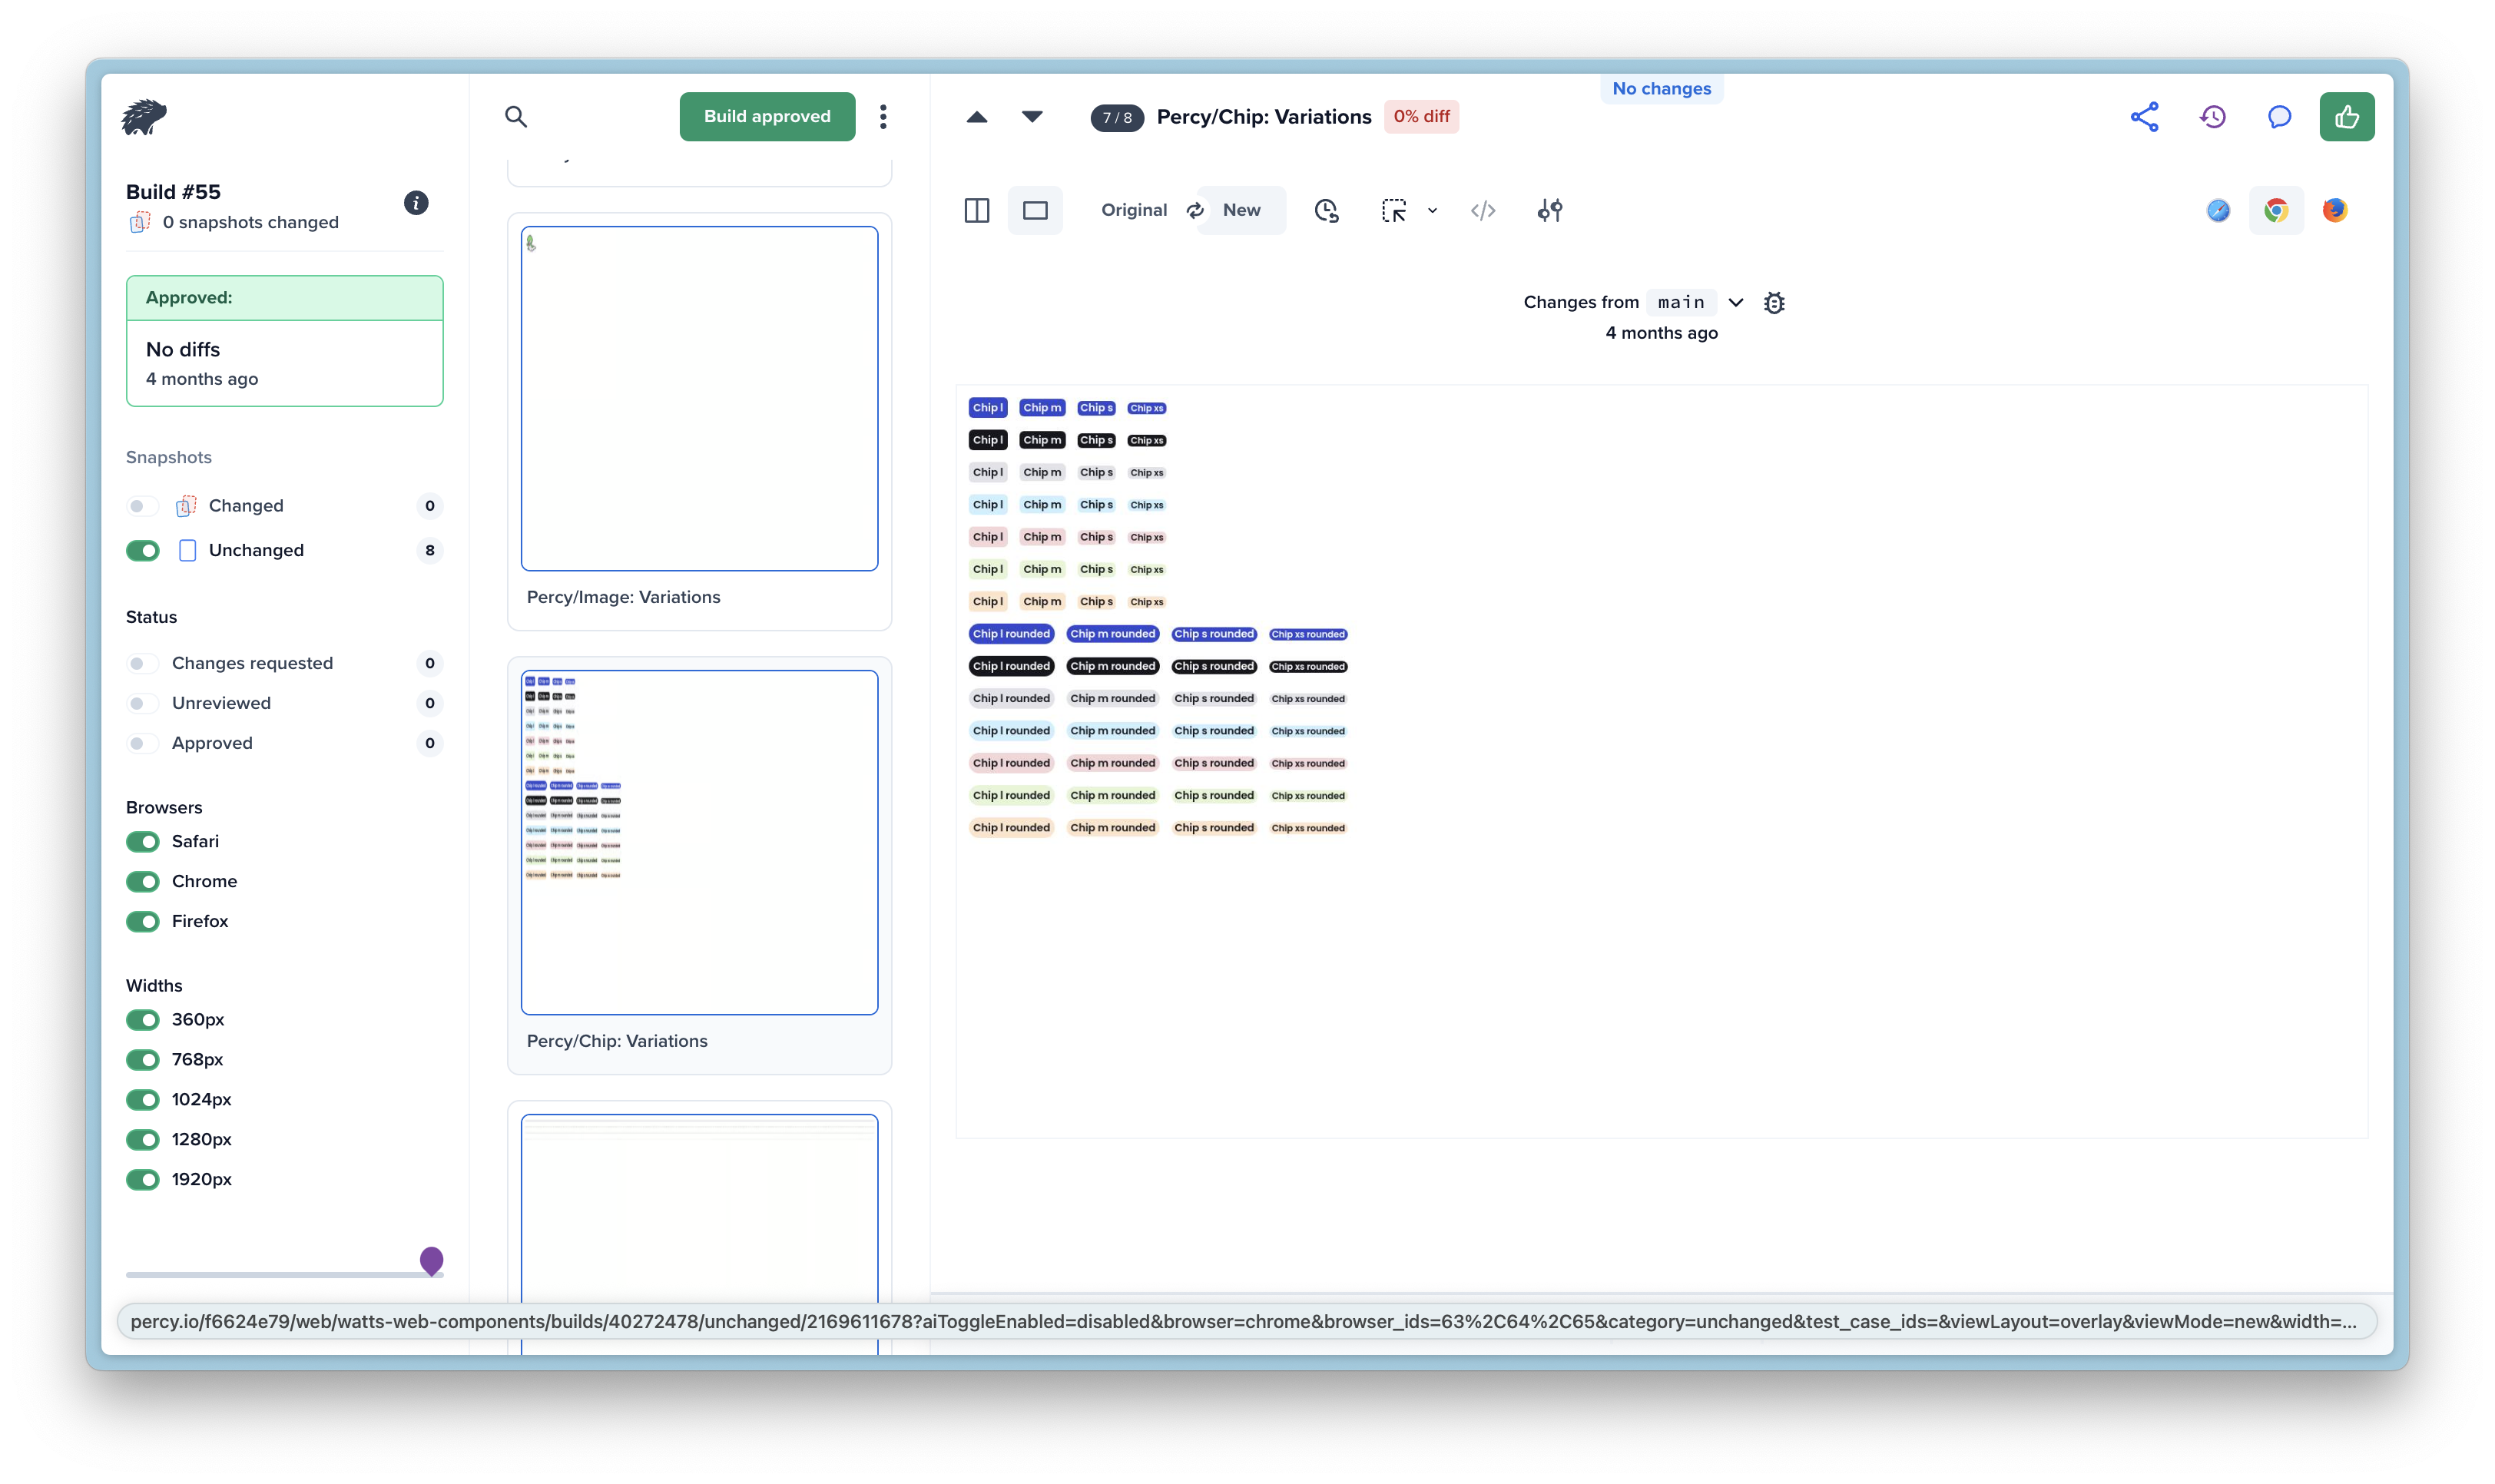 Build #55
0 snapshots changed
Approved:
No diffs
4 months ago
Snapshots
Changed 0
Unchanged 8
Status
Changes requested 0
Unreviewed 0
Approved 0
Browsers
Safari
Chrome
Firefox
Widths
360px
768px
1024px
1280px
1920px
Build approved
Percy/Image: Variations
Percy/Chip: Variations
No changes
7 / 8 Percy/Chip: Variations 0% diff
Original New
Changes from main
4 months ago
Chip l Chip m Chip s Chip xs
Chip l Chip m Chip s Chip xs
Chip l Chip m Chip s Chip xs
Chip l Chip m Chip s Chip xs
Chip l Chip m Chip s Chip xs
Chip l Chip m Chip s Chip xs
Chip l Chip m Chip s Chip xs
Chip l rounded Chip m rounded Chip s rounded Chip xs rounded
Chip l rounded Chip m rounded Chip s rounded Chip xs rounded
Chip l rounded Chip m rounded Chip s rounded Chip xs rounded
Chip l rounded Chip m rounded Chip s rounded Chip xs rounded
Chip l rounded Chip m rounded Chip s rounded Chip xs rounded
Chip l rounded Chip m rounded Chip s rounded Chip xs rounded
Chip l rounded Chip m rounded Chip s rounded Chip xs rounded
percy.io/f6624e79/web/watts-web-components/builds/40272478/unchanged/2169611678?aiToggleEnabled=disabled&browser=chrome&browser_ids=63%2C64%2C65&category=unchanged&test_case_ids=&viewLayout=overlay&viewMode=new&width=...